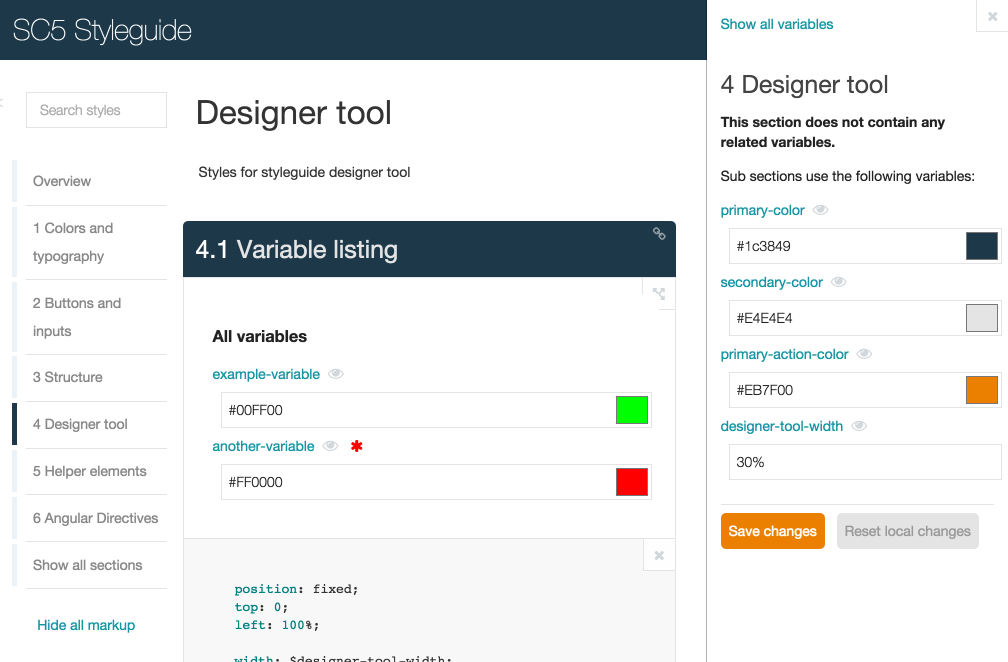 SC5 Styleguide
Search styles
Overview
1 Colors and
typography
2 Buttons and
inputs
3 Structure
4 Designer tool
5 Helper elements
6 Angular Directives
Show all sections
Hide all markup
Designer tool
Styles for styleguide designer tool
4.1 Variable listing
All variables
example-variable
#00FF00
another-variable *
#FF0000
position: fixed;
top: 0;
left: 100%;
width: $designer-tool-width;
Show all variables
4 Designer tool
This section does not contain any
related variables.
Sub sections use the following variables:
primary-color
#1c3849
secondary-color
#E4E4E4
primary-action-color
#EB7F00
designer-tool-width
30%
Save changes
Reset local changes